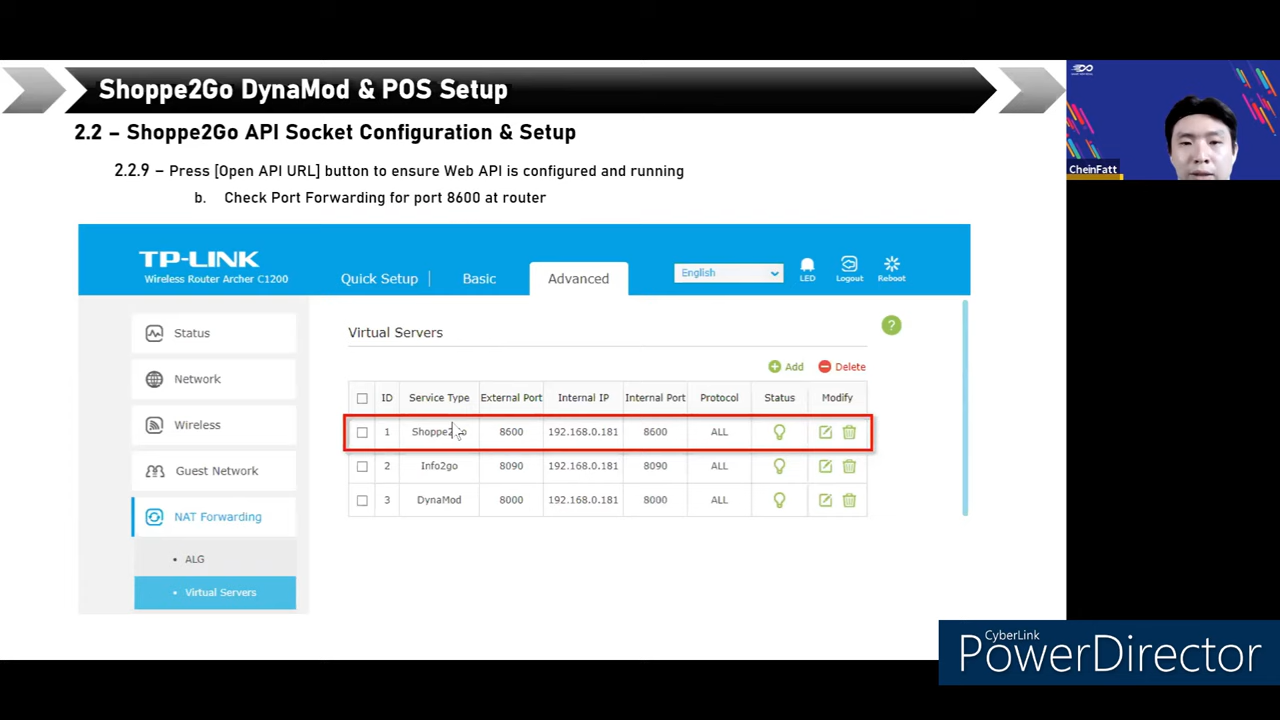 Shoppe2Go DynaMod & POS Setup
2.2 – Shoppe2Go API Socket Configuration & Setup
2.2.9 – Press [Open API URL] button to ensure Web API is configured and running
b. Check Port Forwarding for port 8600 at router
CheinFatt
TP-LINK
Wireless Router Archer C1200
Quick Setup
Basic
Advanced
English
LED
Logout
Reboot
Status
Network
Wireless
Guest Network
NAT Forwarding
• ALG
• Virtual Servers
Virtual Servers
?
Add
Delete
ID Service Type External Port Internal IP Internal Port Protocol Status Modify
1 Shoppe2go 8600 192.168.0.181 8600 ALL
2 Info2go 8090 192.168.0.181 8090 ALL
3 DynaMod 8000 192.168.0.181 8000 ALL
CyberLink
PowerDirector